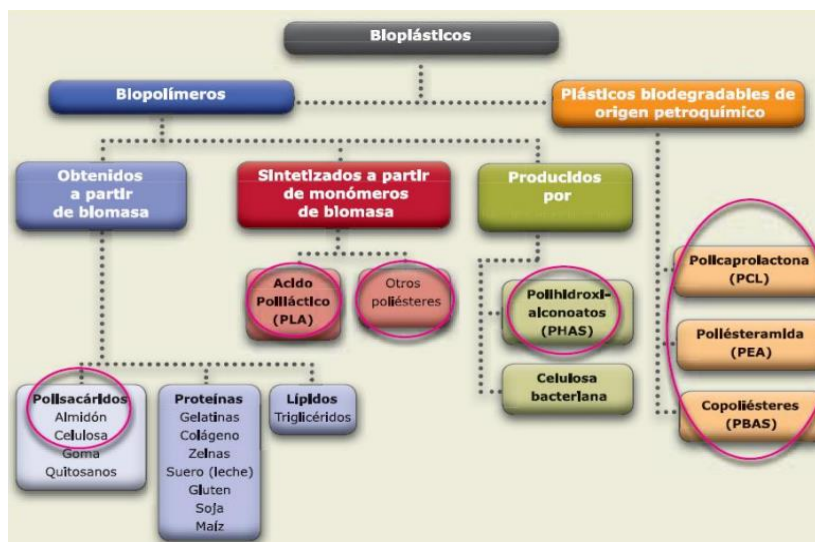 Bioplásticos
Biopolímeros
Plásticos biodegradables de
origen petroquímico
Obtenidos
a partir
de biomasa
Sintetizados a partir
de monómeros
de biomasa
Producidos
por
Acido
Poliláctico
(PLA)
Otros
poliésteres
Polihidroxi-
alconoatos
(PHAS)
Celulosa
bacteriana
Policaprolactona
(PCL)
Poliésteramida
(PEA)
Copoliésteres
(PBAS)
Polisacáridos
Almidón
Celulosa
Goma
Quitosanos
Proteínas
Gelatinas
Colágeno
Zeínas
Suero (leche)
Gluten
Soja
Maíz
Lípidos
Triglicéridos